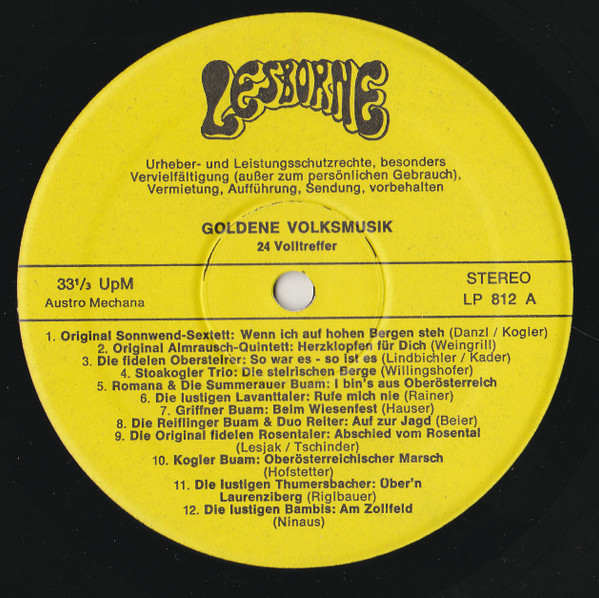 LESBORNE
Urheber- und Leistungsschutzrechte, besonders
Vervielfältigung (außer zum persönlichen Gebrauch),
Vermietung, Aufführung, Sendung, vorbehalten
GOLDENE VOLKSMUSIK
24 Volltreffer
33⅓ UpM
Austro Mechana
STEREO
LP 812 A
1. Original Sonnwend-Sextett: Wenn ich auf hohen Bergen steh (Danzl / Kogler)
2. Original Almrausch-Quintett: Herzklopfen für Dich (Weingrill)
3. Die fidelen Obersteirer: So war es - so ist es (Lindbichler / Kader)
4. Stoakogler Trio: Die steirischen Berge (Willingshofer)
5. Romana & Die Summerauer Buam: I bin's aus Oberösterreich
6. Die lustigen Lavanttaler: Rufe mich nie (Rainer)
7. Griffner Buam: Beim Wiesenfest (Hauser)
8. Die Reiflinger Buam & Duo Reiter: Auf zur Jagd (Beier)
9. Die Original fidelen Rosentaler: Abschied vom Rosental
(Lesjak / Tschinder)
10. Kogler Buam: Oberösterreichischer Marsch
(Hofstetter)
11. Die lustigen Thumersbacher: Über'n
Laurenziberg (Riglbauer)
12. Die lustigen Bambis: Am Zollfeld
(Ninaus)